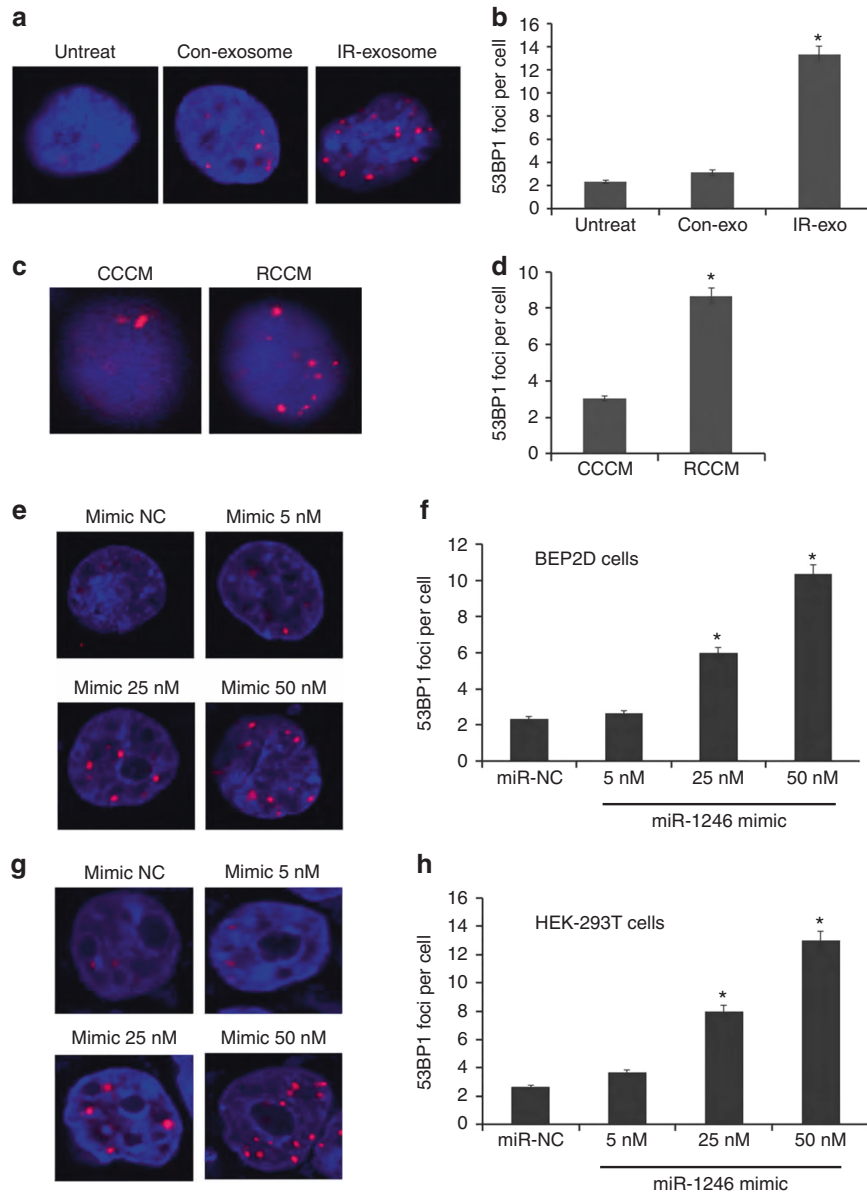 a
Untreat Con-exosome IR-exosome
b
53BP1 foci per cell
16
14
12
10
8
6
4
2
0
*
Untreat Con-exo IR-exo
c
CCCM RCCM
d
53BP1 foci per cell
10
8
6
4
2
0
*
CCCM RCCM
e
Mimic NC Mimic 5 nM
Mimic 25 nM Mimic 50 nM
f
53BP1 foci per cell
12
10
8
6
4
2
0
BEP2D cells
*
*
miR-NC 5 nM 25 nM 50 nM
miR-1246 mimic
g
Mimic NC Mimic 5 nM
Mimic 25 nM Mimic 50 nM
h
53BP1 foci per cell
16
14
12
10
8
6
4
2
0
HEK-293T cells
*
*
miR-NC 5 nM 25 nM 50 nM
miR-1246 mimic